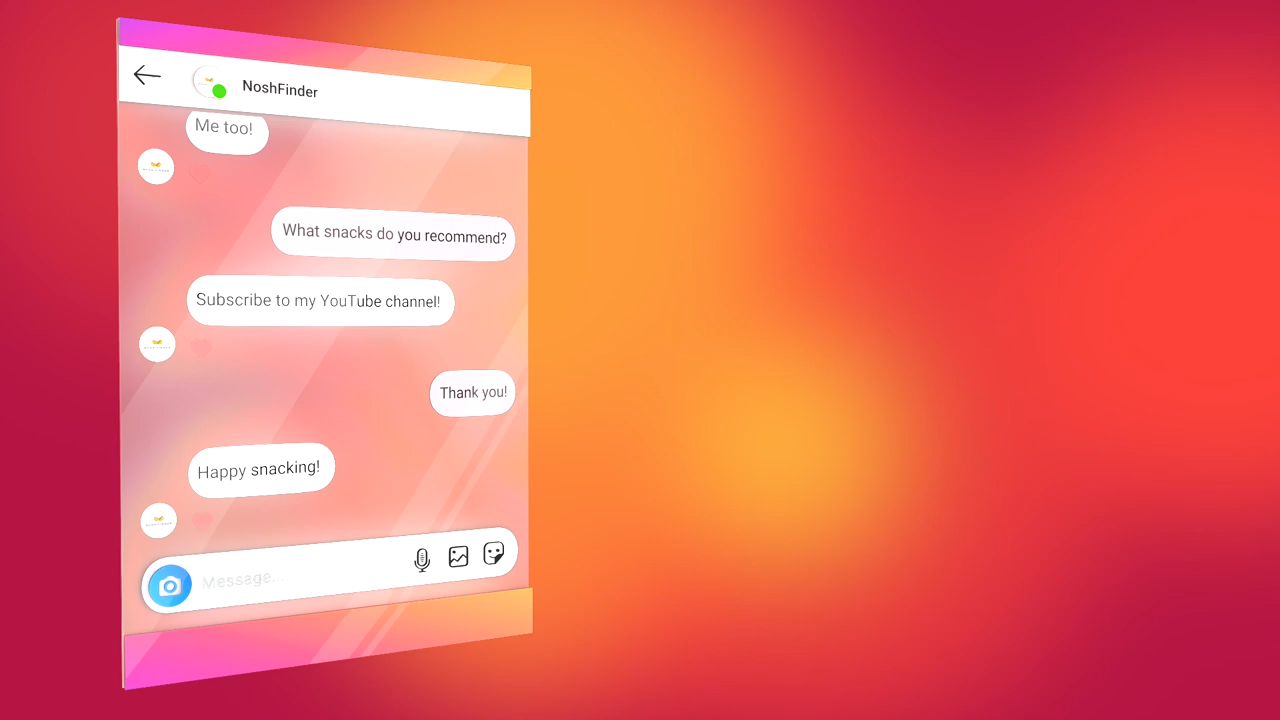 NoshFinder
Me too!
What snacks do you recommend?
Subscribe to my YouTube channel!
Thank you!
Happy snacking!
Message...